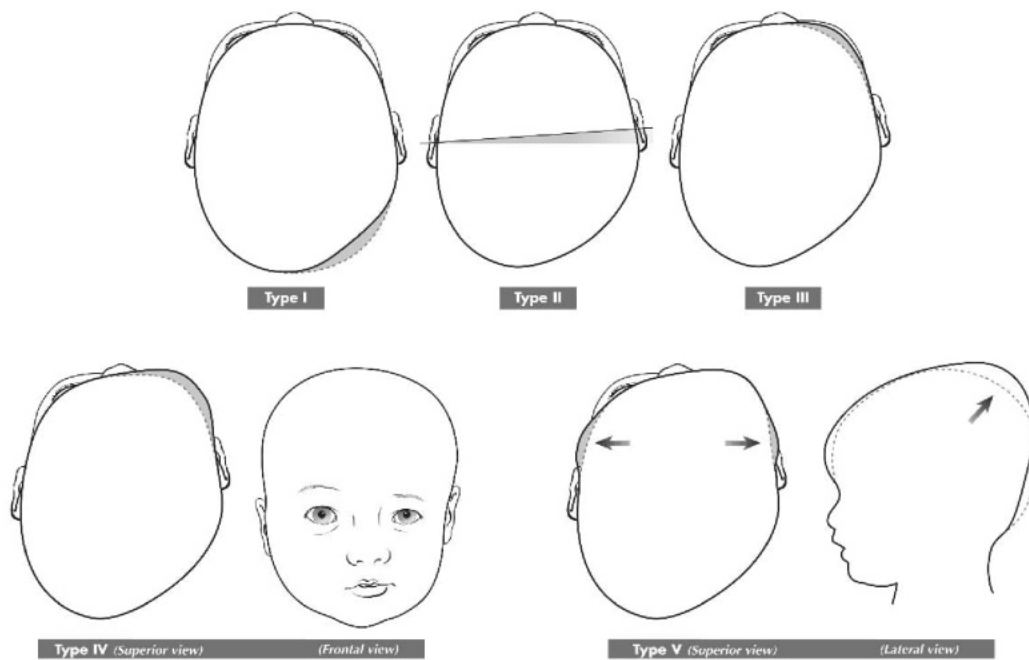 Type I
Type II
Type III
Type IV (Superior view) (Frontal view)
Type V (Superior view) (Lateral view)